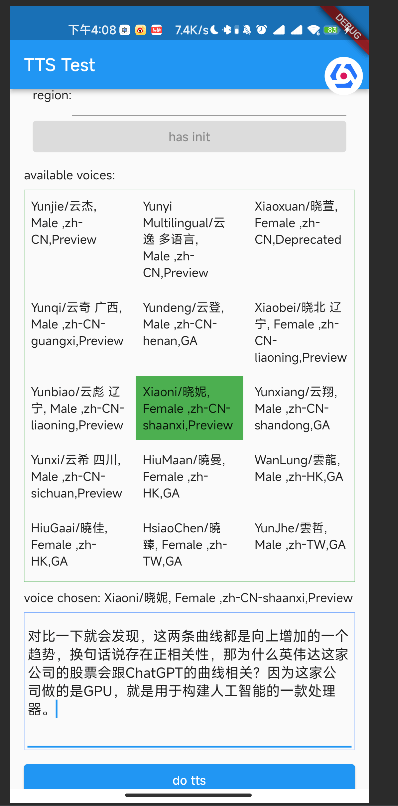 下午4:08 7.4K/s 83
DEBUG
TTS Test
region:
has init
available voices:
Yunjie/云杰,
Male ,zh-
CN,Preview
Yunyi
Multilingual/云
逸 多语言,
Male ,zh-
CN,Preview
Xiaoxuan/晓萱,
Female ,zh-
CN,Deprecated
Yunqi/云奇 广西,
Male ,zh-CN-
guangxi,Preview
Yundeng/云登,
Male ,zh-CN-
henan,GA
Xiaobei/晓北 辽
宁, Female ,zh-
CN-
liaoning,Preview
Yunbiao/云彪 辽
宁, Male ,zh-CN-
liaoning,Preview
Xiaoni/晓妮,
Female ,zh-CN-
shaanxi,Preview
Yunxiang/云翔,
Male ,zh-CN-
shandong,GA
Yunxi/云希 四川,
Male ,zh-CN-
sichuan,Preview
HiuMaan/曉曼,
Female ,zh-
HK,GA
WanLung/雲龍,
Male ,zh-HK,GA
HiuGaai/曉佳,
Female ,zh-
HK,GA
HsiaoChen/曉
臻, Female ,zh-
TW,GA
YunJhe/雲哲,
Male ,zh-TW,GA
voice chosen: Xiaoni/晓妮, Female ,zh-CN-shaanxi,Preview
对比一下就会发现，这两条曲线都是向上增加的一个
趋势，换句话说存在正相关性，那为什么英伟达这家
公司的股票会跟ChatGPT的曲线相关？因为这家公
司做的是GPU，就是用于构建人工智能的一款处理
器。
do tts